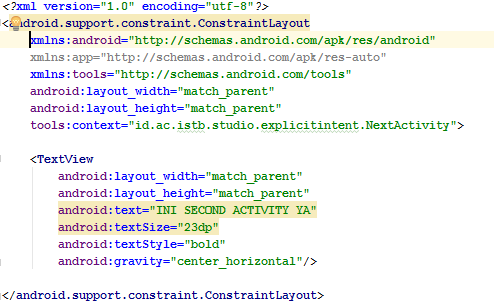 <?xml version="1.0" encoding="utf-8"?>
<android.support.constraint.ConstraintLayout
xmlns:android="http://schemas.android.com/apk/res/android"
xmlns:app="http://schemas.android.com/apk/res-auto"
xmlns:tools="http://schemas.android.com/tools"
android:layout_width="match_parent"
android:layout_height="match_parent"
tools:context="id.ac.istb.studio.explicitintent.NextActivity">
<TextView
android:layout_width="match_parent"
android:layout_height="match_parent"
android:text="INI SECOND ACTIVITY YA"
android:textSize="23dp"
android:textStyle="bold"
android:gravity="center_horizontal"/>
</android.support.constraint.ConstraintLayout>